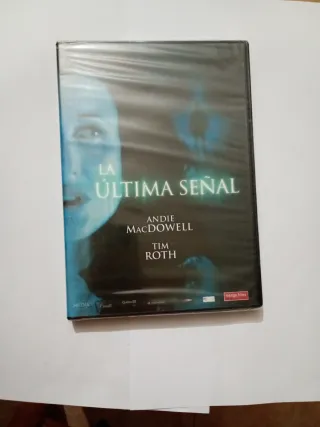 LA
ÚLTIMA SEÑAL
ANDIE
MACDOWELL
TIM
ROTH